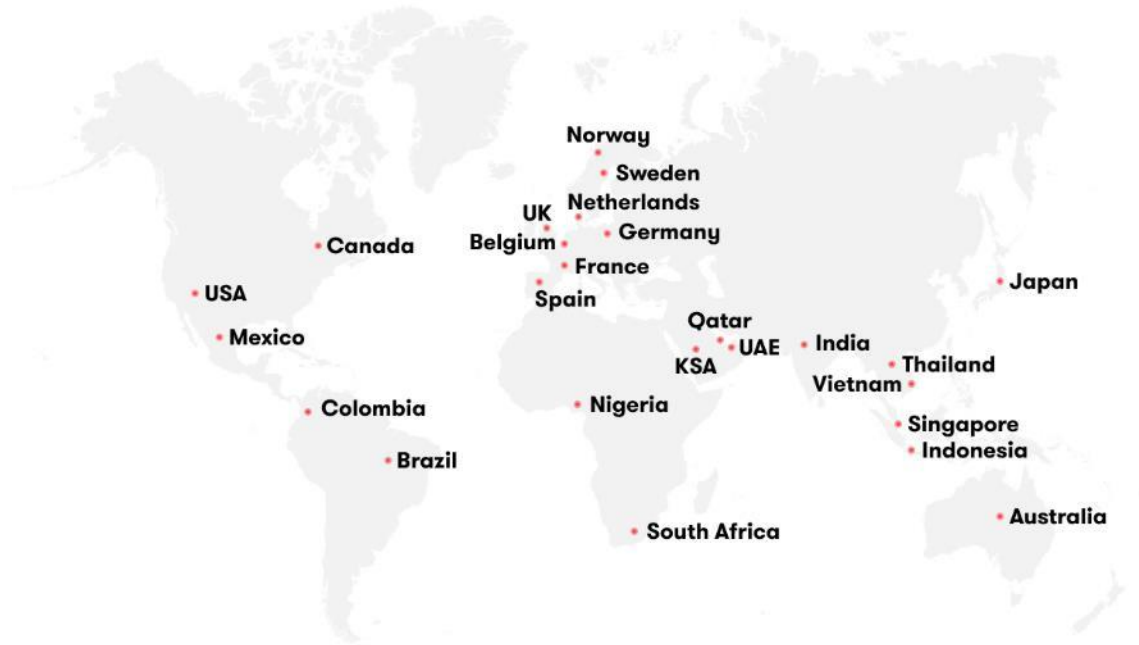 Norway
Sweden
Netherlands
UK
Germany
Belgium
Canada
France
Japan
USA
Spain
Qatar
Mexico
India
UAE
KSA
Thailand
Vietnam
Nigeria
Colombia
Singapore
Indonesia
Brazil
Australia
South Africa